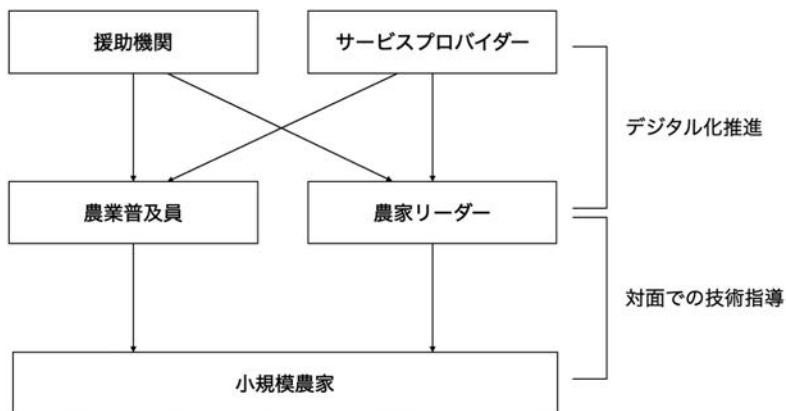 援助機関
サービスプロバイダー
デジタル化推進
農業普及員
農家リーダー
対面での技術指導
小規模農家